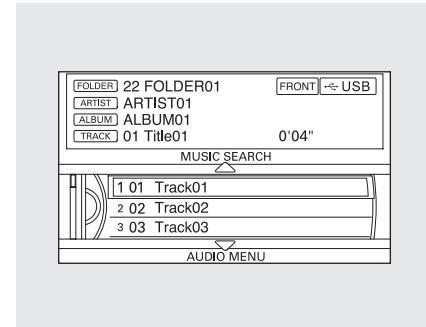 FOLDER 22 FOLDER01 FRONT USB
ARTIST ARTIST01
ALBUM ALBUM01
TRACK 01 Title01 0'04"
MUSIC SEARCH
1 01 Track01
2 02 Track02
3 03 Track03
AUDIO MENU